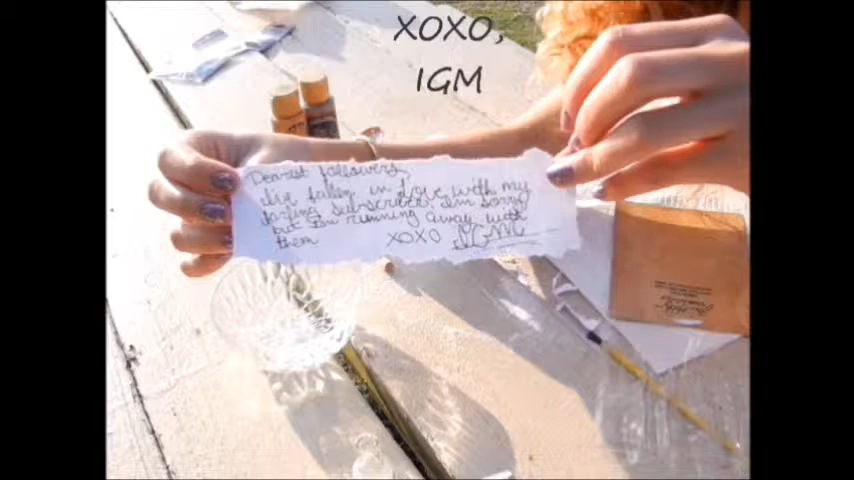 XOXO,
IGM
Dearest followers,
I've fallen in love with my
darling subscribers. I'm sorry
but I'm running away with
them XOXO IGM